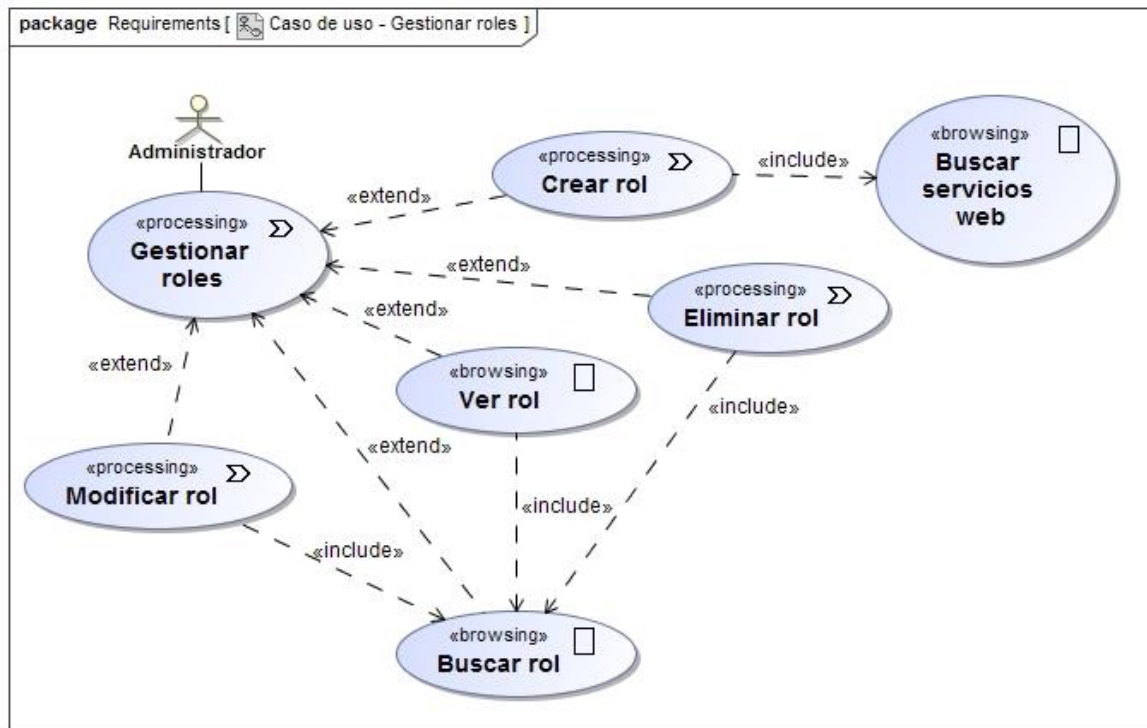 package Requirements [ Caso de uso - Gestionar roles ]
Administrador
«processing»
Gestionar
roles
«extend»
«processing»
Crear rol
«include»
«browsing»
Buscar
servicios
web
«extend»
«processing»
Eliminar rol
«extend»
«browsing»
Ver rol
«extend»
«include»
«extend»
«processing»
Modificar rol
«include»
«include»
«browsing»
Buscar rol